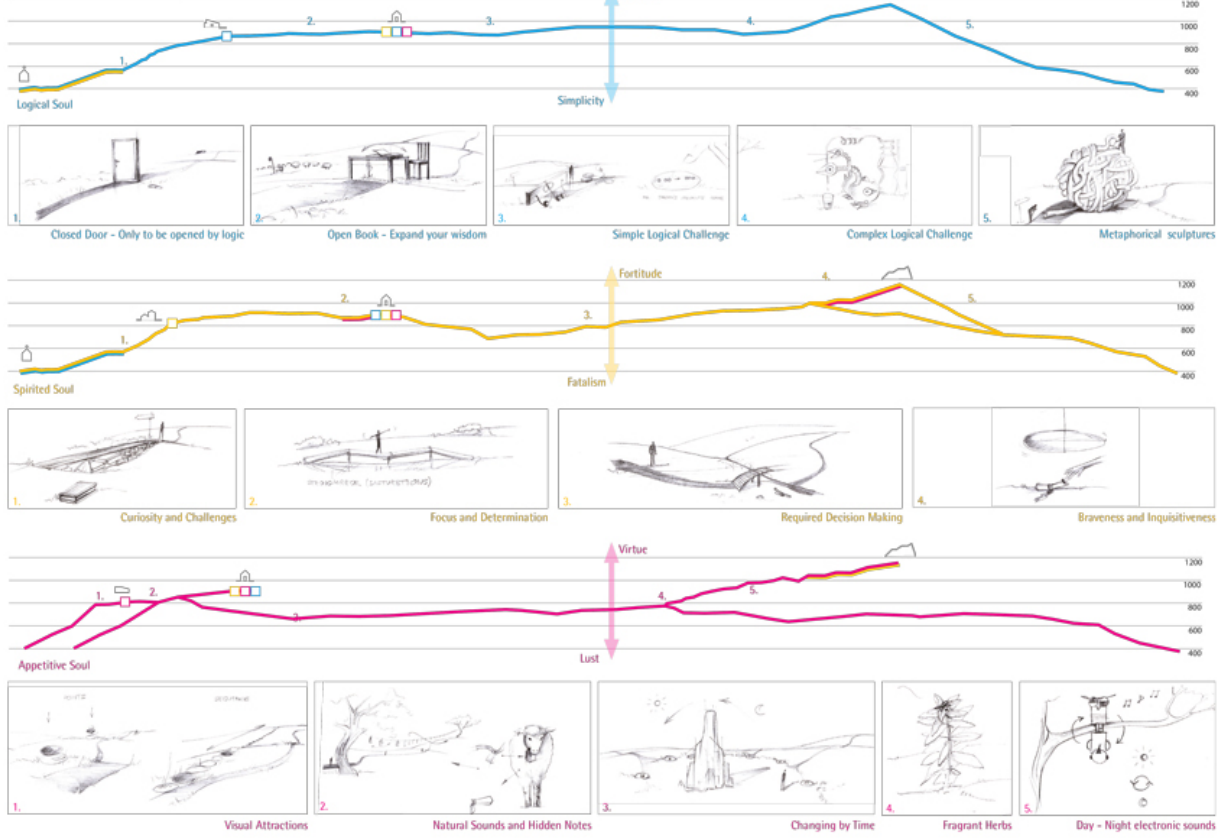 1200
1000
800
600
400
2.
3.
4.
5.
1.
Logical Soul
Simplicity
1.
2.
3.
4.
5.
Closed Door - Only to be opened by logic
Open Book - Expand your wisdom
Simple Logical Challenge
Complex Logical Challenge
Metaphorical sculptures
Fortitude
4.
1200
2.
5.
1000
3.
800
1.
600
400
Spirited Soul
Fatalism
1.
2.
3.
4.
Curiosity and Challenges
Focus and Determination
Required Decision Making
Braveness and Inquisitiveness
Virtue
1200
1.
2.
5.
1000
4.
800
3.
600
400
Appetitive Soul
Lust
1.
2.
3.
4.
5.
Visual Attractions
Natural Sounds and Hidden Notes
Changing by Time
Fragrant Herbs
Day - Night electronic sounds